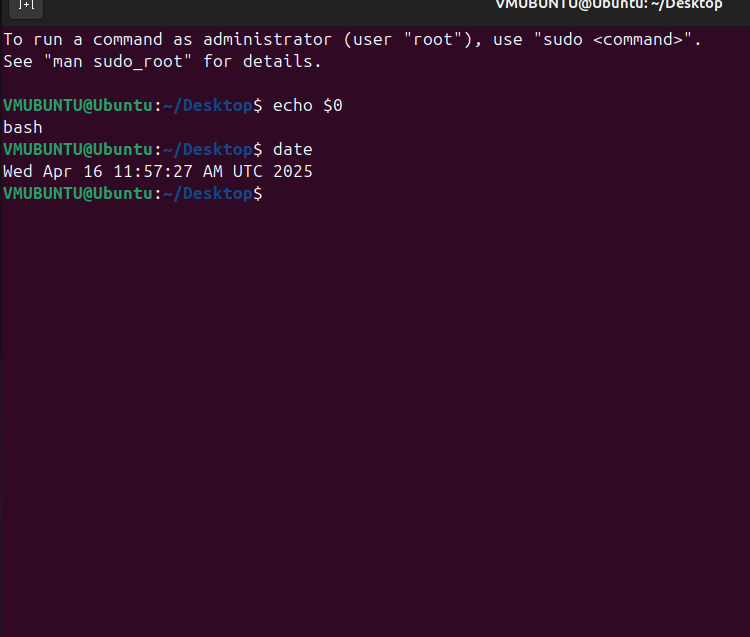 VMUBUNTU@Ubuntu: ~/Desktop
To run a command as administrator (user "root"), use "sudo <command>".
See "man sudo_root" for details.
VMUBUNTU@Ubuntu:~/Desktop$ echo $0
bash
VMUBUNTU@Ubuntu:~/Desktop$ date
Wed Apr 16 11:57:27 AM UTC 2025
VMUBUNTU@Ubuntu:~/Desktop$